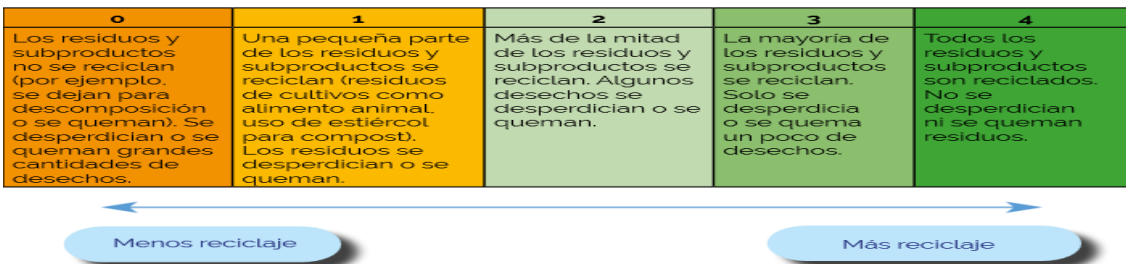 0
Los residuos y
subproductos
no se reciclan
(por ejemplo,
se dejan para
descomposición
o se queman). Se
desperdician o se
queman grandes
cantidades de
desechos.
1
Una pequeña parte
de los residuos y
subproductos se
reciclan (residuos
de cultivos como
alimento animal,
uso de estiércol
para compost).
Los residuos se
desperdician o se
queman.
2
Más de la mitad
de los residuos y
subproductos se
reciclan. Algunos
desechos se
desperdician o se
queman.
3
La mayoría de
los residuos y
subproductos
se reciclan.
Solo se
desperdicia
o se quema
un poco de
desechos.
4
Todos los
residuos y
subproductos
son reciclados.
No se
desperdician
ni se queman
residuos.
Menos reciclaje
Más reciclaje